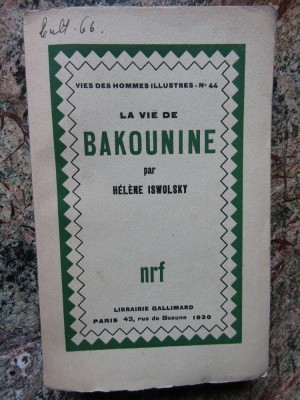 VIES DES HOMMES ILLUSTRES - No 44
LA VIE DE
BAKOUNINE
par
HÉLÈNE ISWOLSKY
nrf
LIBRAIRIE GALLIMARD
PARIS 43, rue de Beaune 1930